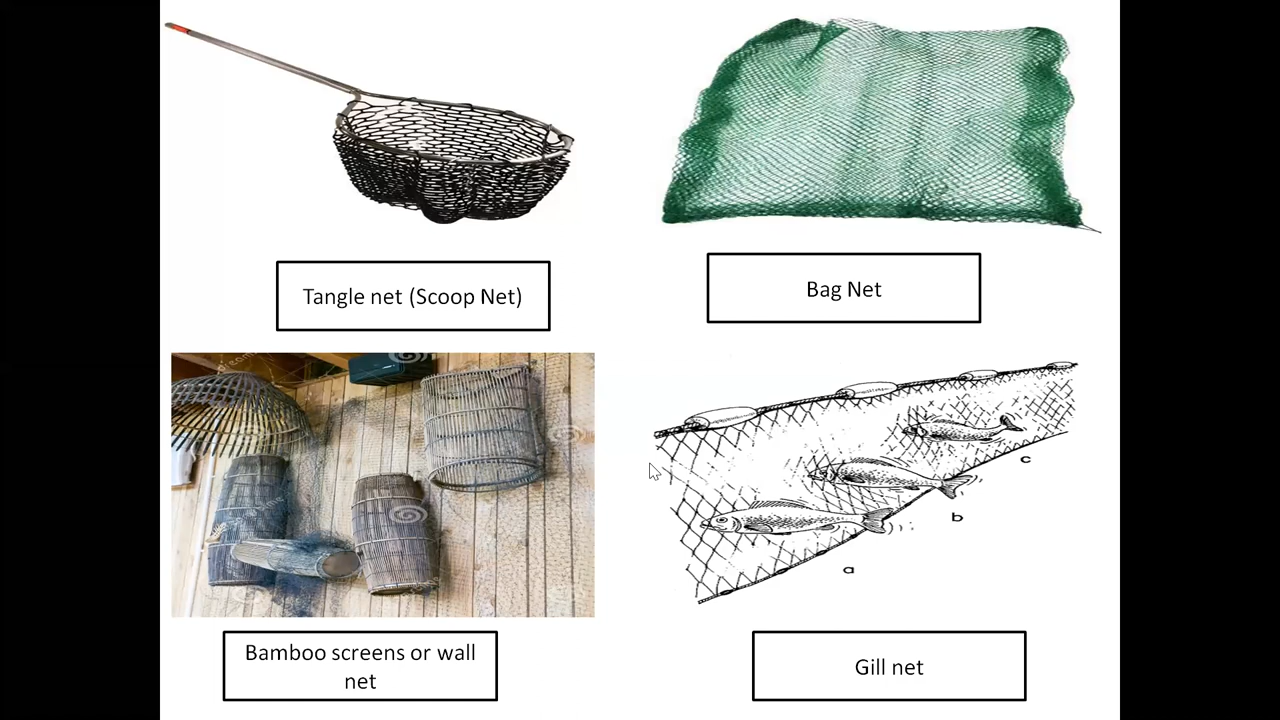 Tangle net (Scoop Net)
Bag Net
a
b
c
Bamboo screens or wall
net
Gill net